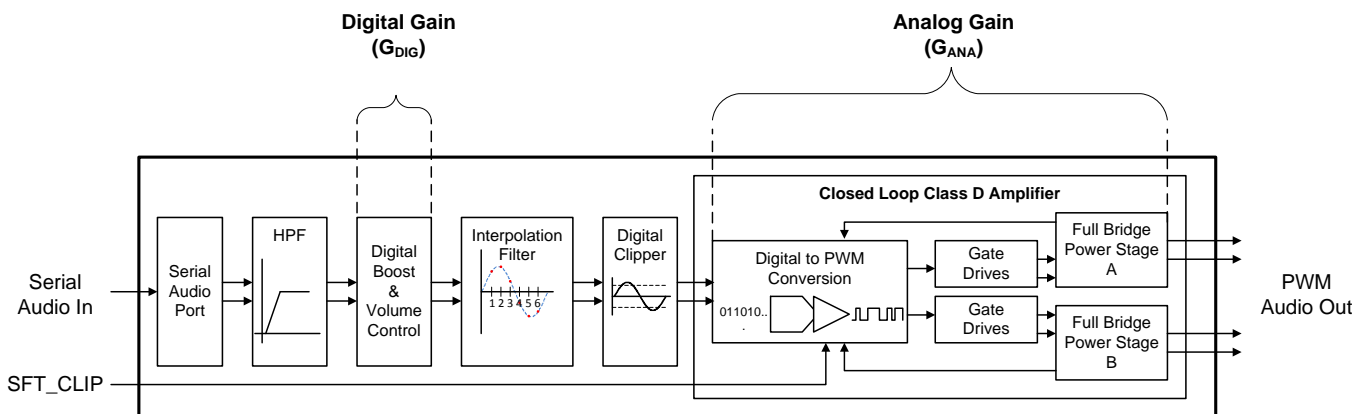 Digital Gain
(GDIG)
Analog Gain
(GANA)
Closed Loop Class D Amplifier
Serial
Audio In
Serial
Audio
Port
HPF
Digital
Boost
&
Volume
Control
Interpolation
Filter
1 2 3 4 5 6
Digital
Clipper
Digital to PWM
Conversion
011010..
.
Gate
Drives
Gate
Drives
Full Bridge
Power Stage
A
Full Bridge
Power Stage
B
PWM
Audio Out
SFT_CLIP